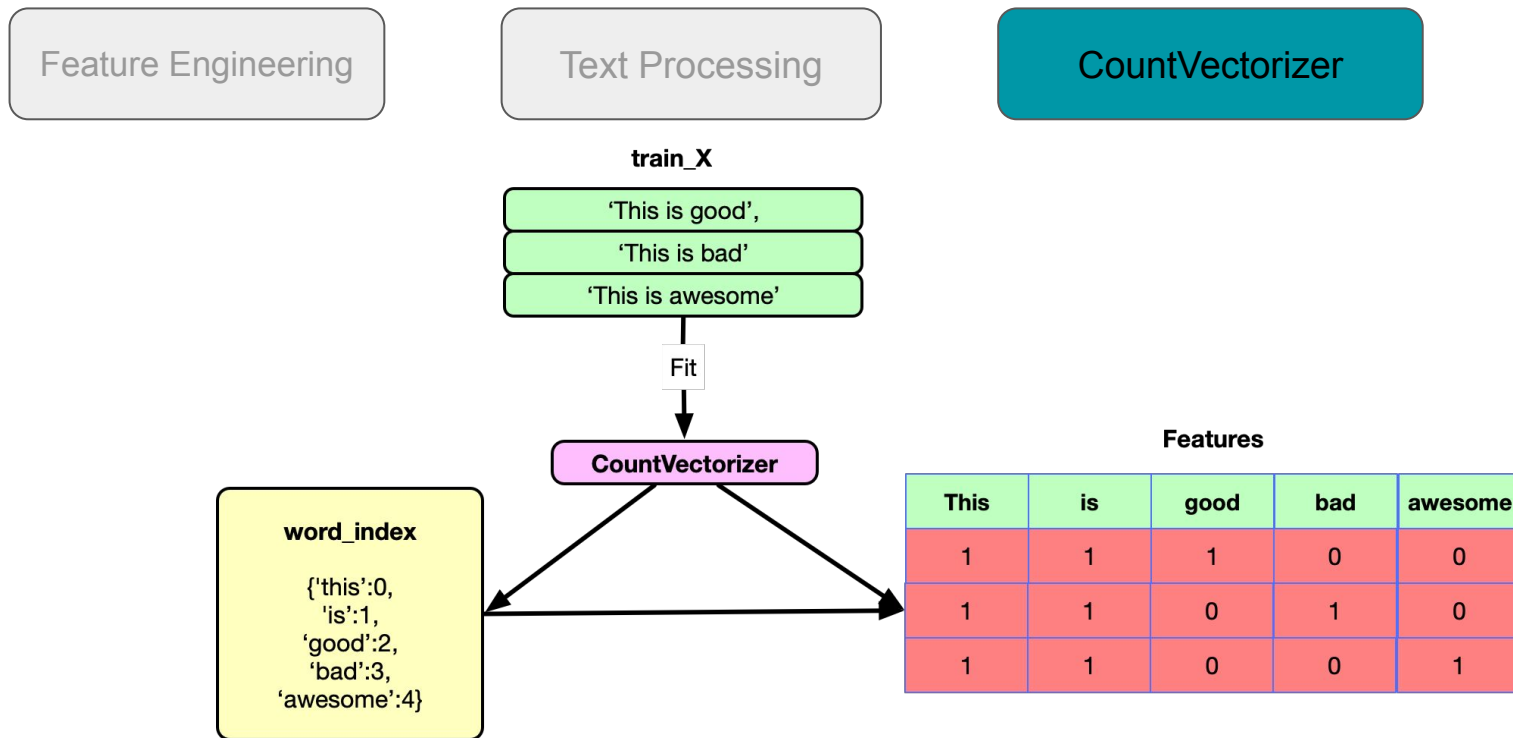 Feature Engineering
Text Processing
CountVectorizer
train_X
‘This is good’,
‘This is bad’
‘This is awesome’
Fit
CountVectorizer
word_index
{'this':0,
'is':1,
‘good’:2,
‘bad’:3,
‘awesome’:4}
Features
This is good bad awesome
1 1 1 0 0
1 1 0 1 0
1 1 0 0 1